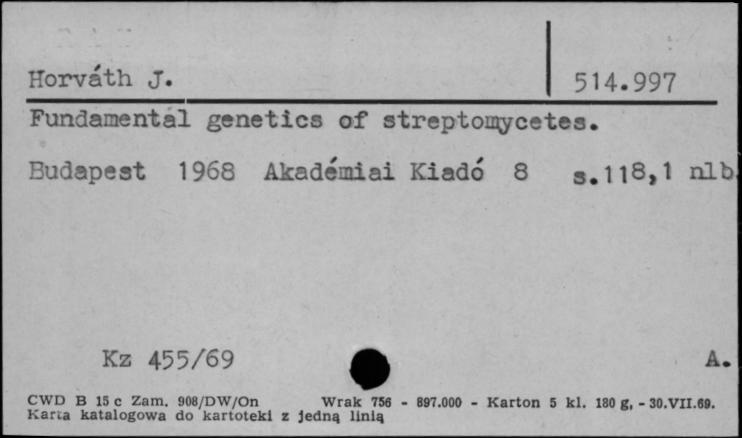 Horváth J.
514.997
Fundamental genetics of streptomycetes.
Budapest 1968 Akadémiai Kiadó 8 s.118,1 nlb.
Kz 455/69
A.
CWD B 15 c Zam. 908/DW/On Wrak 756 - 897.000 - Karton 5 kl. 180 g, - 30.VII.69.
Karta katalogowa do kartoteki z jedną linią